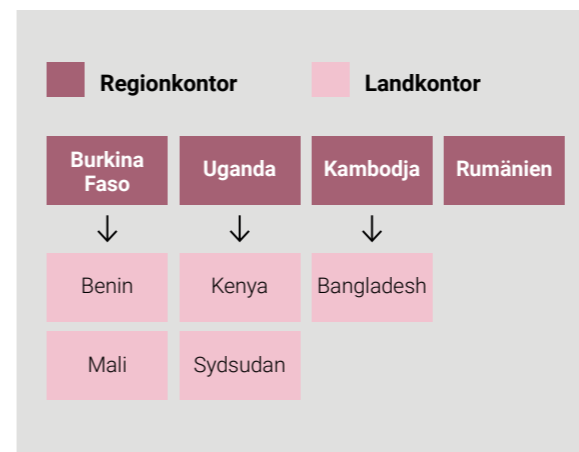 Regionkontor Landkontor
Burkina Faso Uganda Kambodja Rumänien
Benin Kenya Bangladesh
Mali Sydsudan